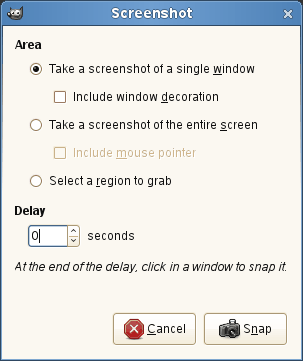 Screenshot
Area
Take a screenshot of a single window
Include window decoration
Take a screenshot of the entire screen
Include mouse pointer
Select a region to grab
Delay
0 seconds
At the end of the delay, click in a window to snap it.
Cancel Snap